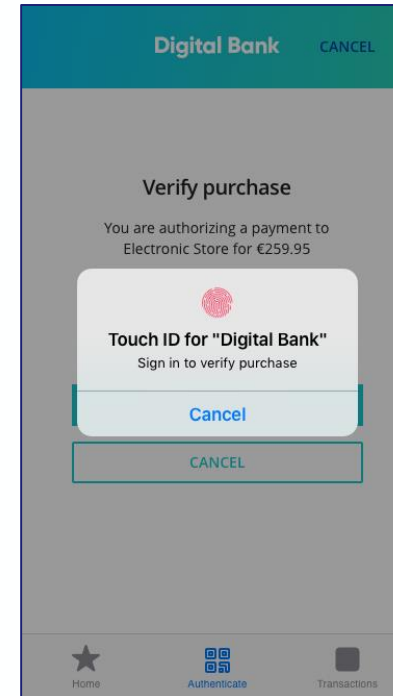 Digital Bank
CANCEL
Verify purchase
You are authorizing a payment to
Electronic Store for €259.95
Touch ID for "Digital Bank"
Sign in to verify purchase
Cancel
CANCEL
Home
Authenticate
Transactions